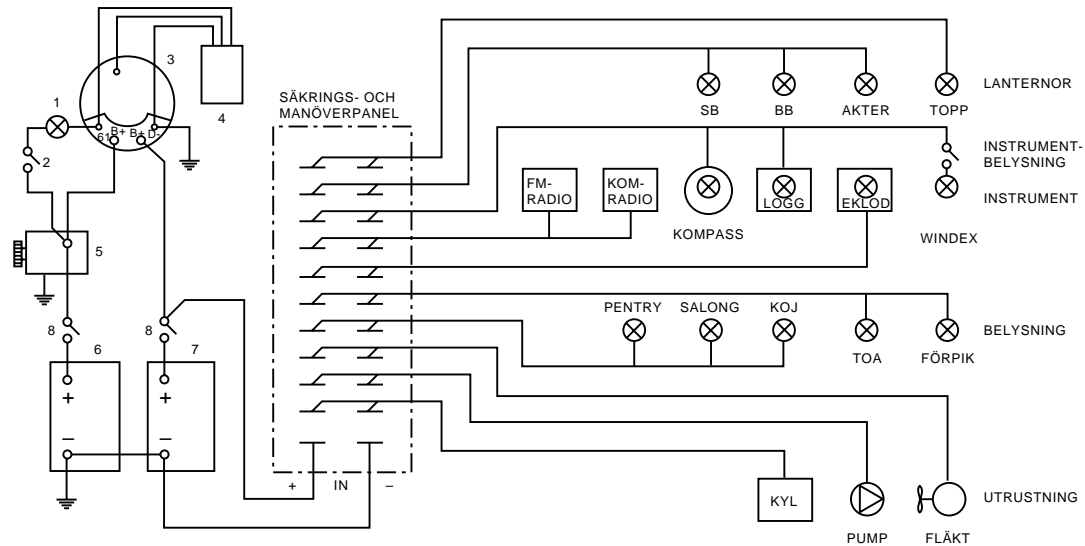 3
1
4
61 B+ B+ D-
2
5
8
8
6
7
+
+
–
–
SÄKRINGS- OCH
MANÖVERPANEL
+ IN –
SB
BB
AKTER
TOPP
LANTERNOR
INSTRUMENT-
BELYSNING
FM-
RADIO
KOM-
RADIO
KOMPASS
LOGG
EKLOD
INSTRUMENT
WINDEX
PENTRY
SALONG
KOJ
TOA
FÖRPIK
BELYSNING
KYL
PUMP
FLÄKT
UTRUSTNING